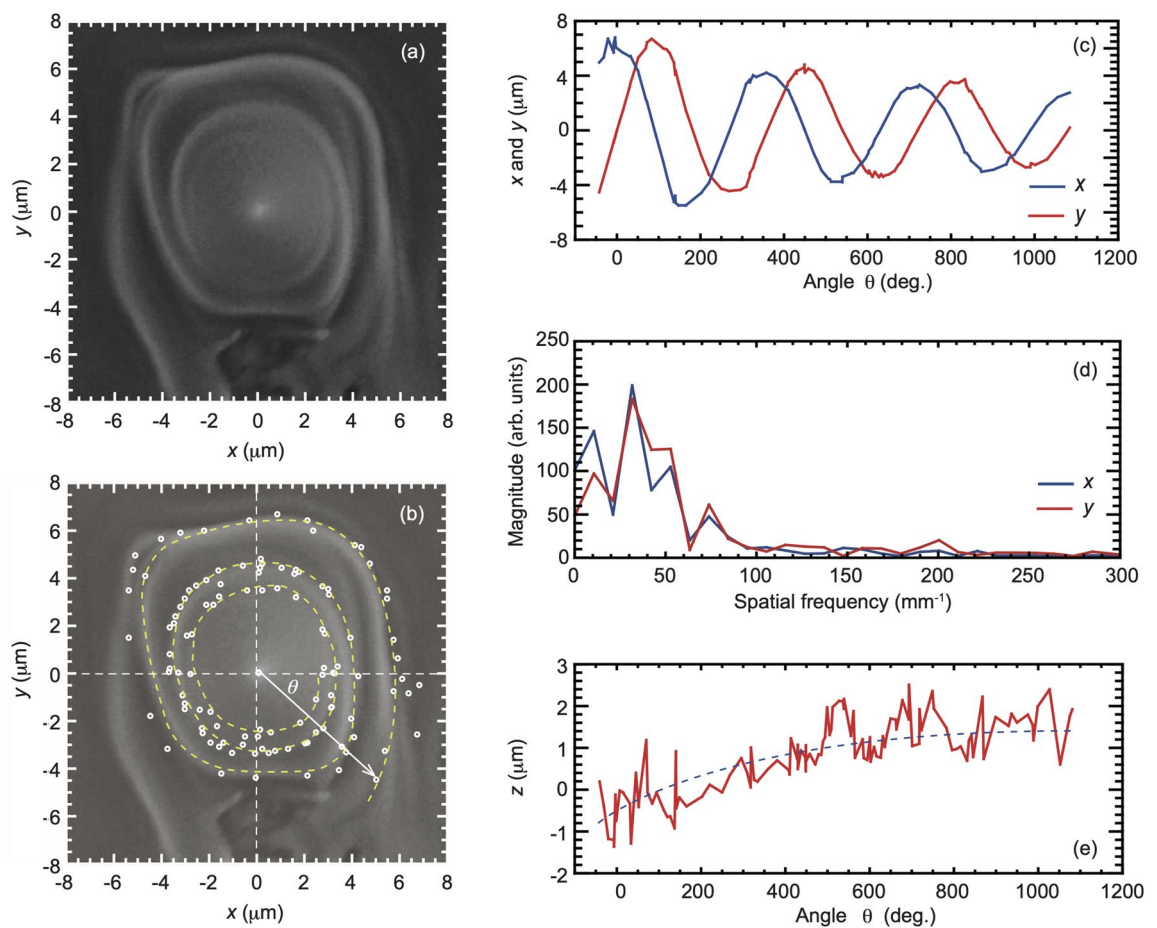 8
6
4
2
0
-2
-4
-6
-8
y (μm)
(a)
-8 -6 -4 -2 0 2 4 6 8
x (μm)
8
6
4
2
0
-2
-4
-6
-8
y (μm)
(b)
θ
-8 -6 -4 -2 0 2 4 6 8
x (μm)
8
4
0
-4
-8
x and y (μm)
(c)
x
y
0 200 400 600 800 1000 1200
Angle θ (deg.)
250
200
150
100
50
0
Magnitude (arb. units)
(d)
x
y
0 50 100 150 200 250 300
Spatial frequency (mm⁻¹)
3
2
1
0
-1
-2
z (μm)
(e)
0 200 400 600 800 1000 1200
Angle θ (deg.)